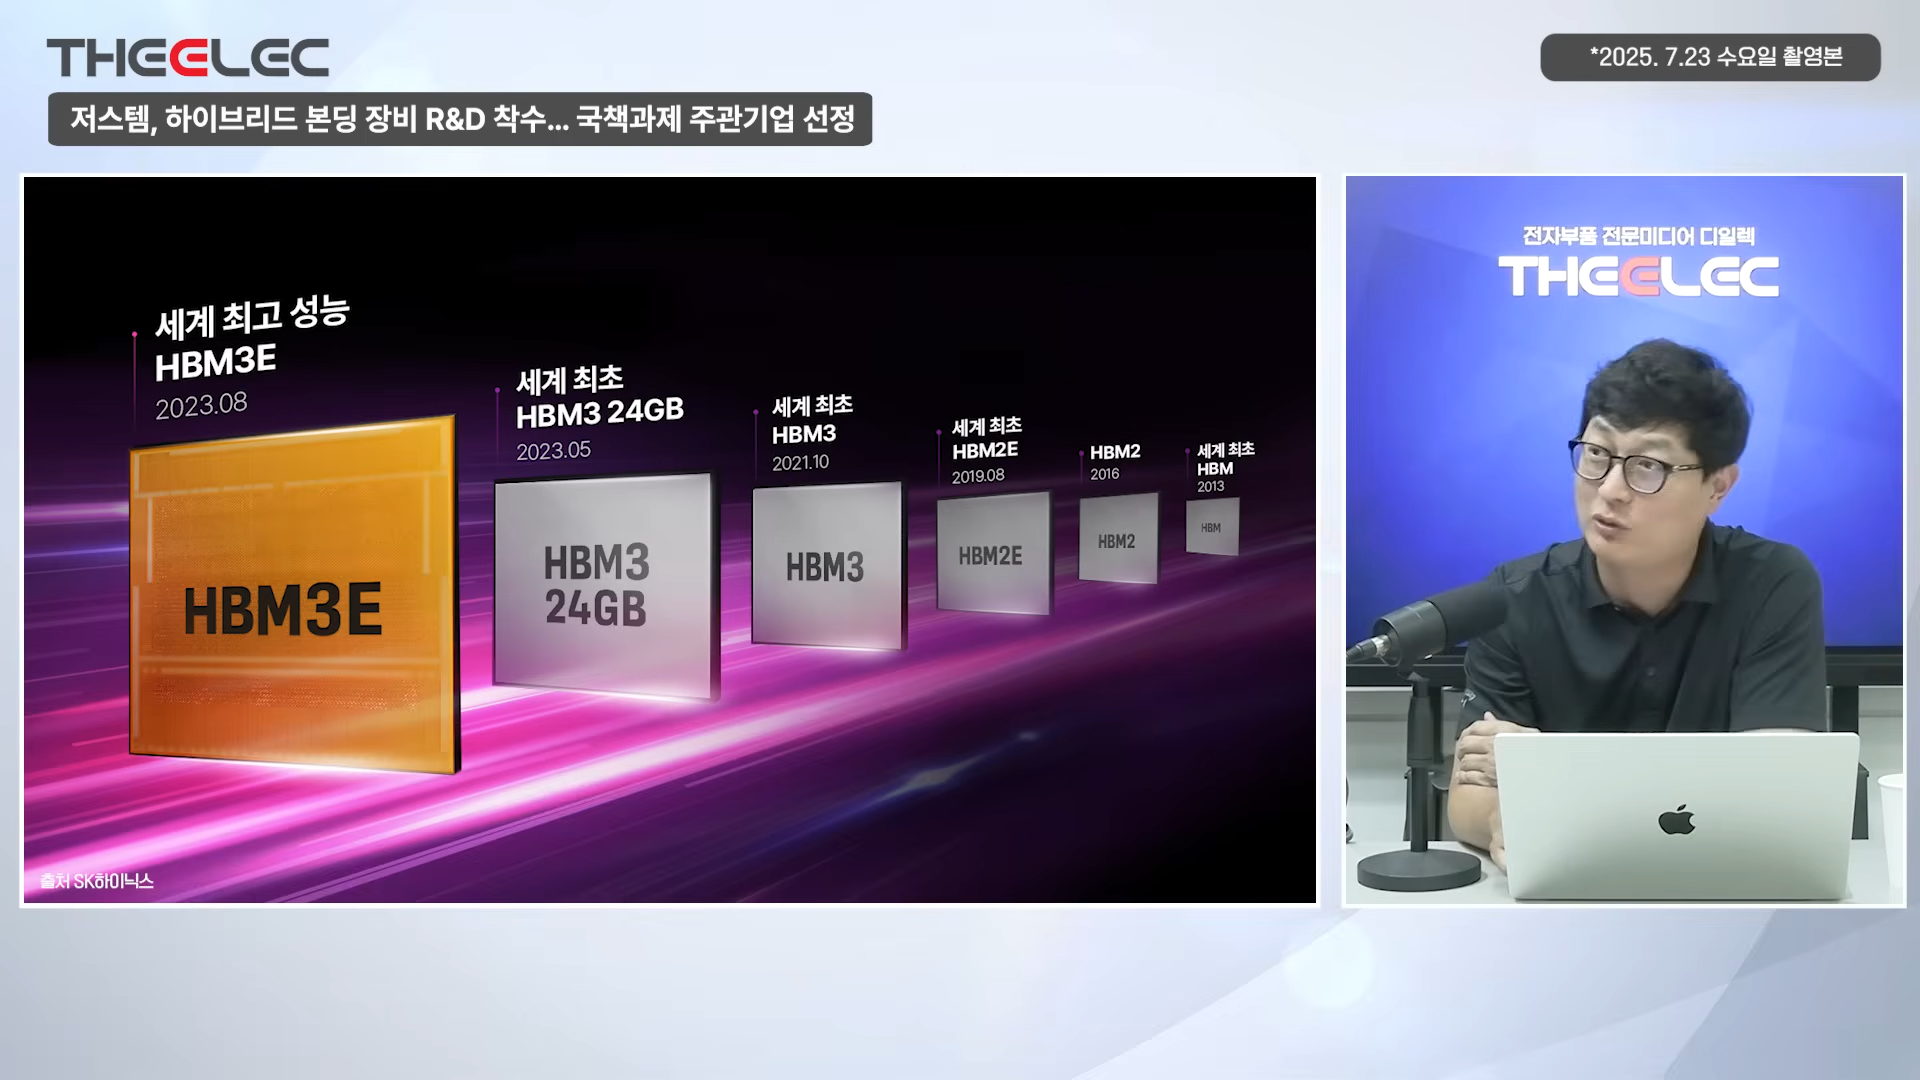 THEELEC
*2025. 7.23 수요일 촬영본
저스템, 하이브리드 본딩 장비 R&D 착수... 국책과제 주관기업 선정
세계 최고 성능
HBM3E
2023.08
HBM3E
세계 최초
HBM3 24GB
2023.05
HBM3
24GB
세계 최초
HBM3
2021.10
HBM3
세계 최초
HBM2E
2019.08
HBM2E
HBM2
2016
HBM2
세계 최초
HBM
2013
HBM
출처 SK하이닉스
전자부품 전문미디어 디일렉
THEELEC